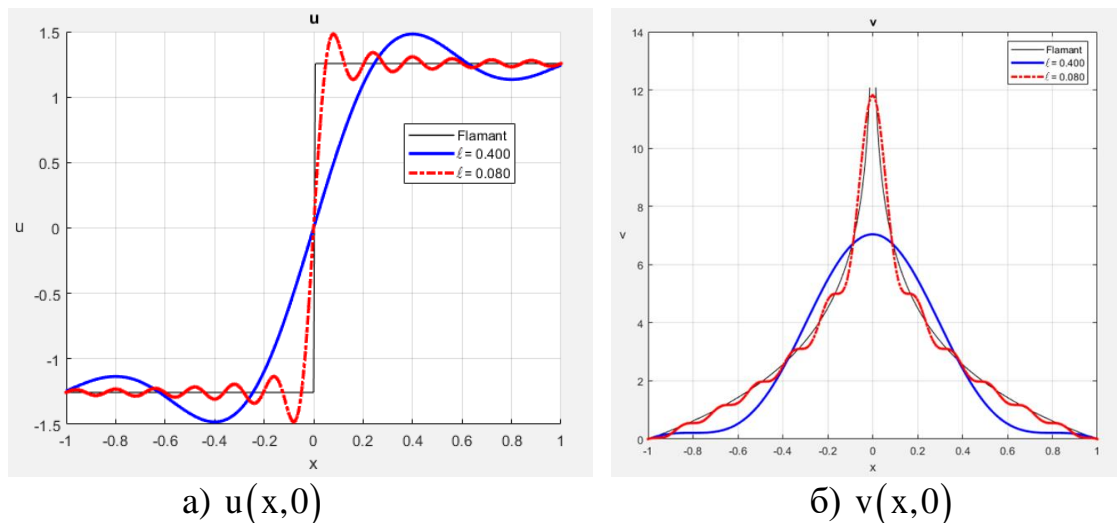 u
1.5
1
0.5
0
-0.5
-1
-1.5
u
-1 -0.8 -0.6 -0.4 -0.2 0 0.2 0.4 0.6 0.8 1
x
Flamant
ℓ = 0.400
ℓ = 0.080
а) u(x,0)
v
14
12
10
8
6
4
2
0
v
-1 -0.8 -0.6 -0.4 -0.2 0 0.2 0.4 0.6 0.8 1
x
Flamant
ℓ = 0.400
ℓ = 0.080
б) v(x,0)